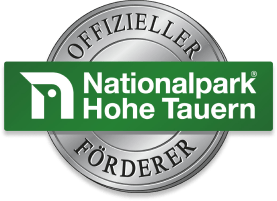 OFFIZIELLER
Nationalpark®
Hohe Tauern
FÖRDERER